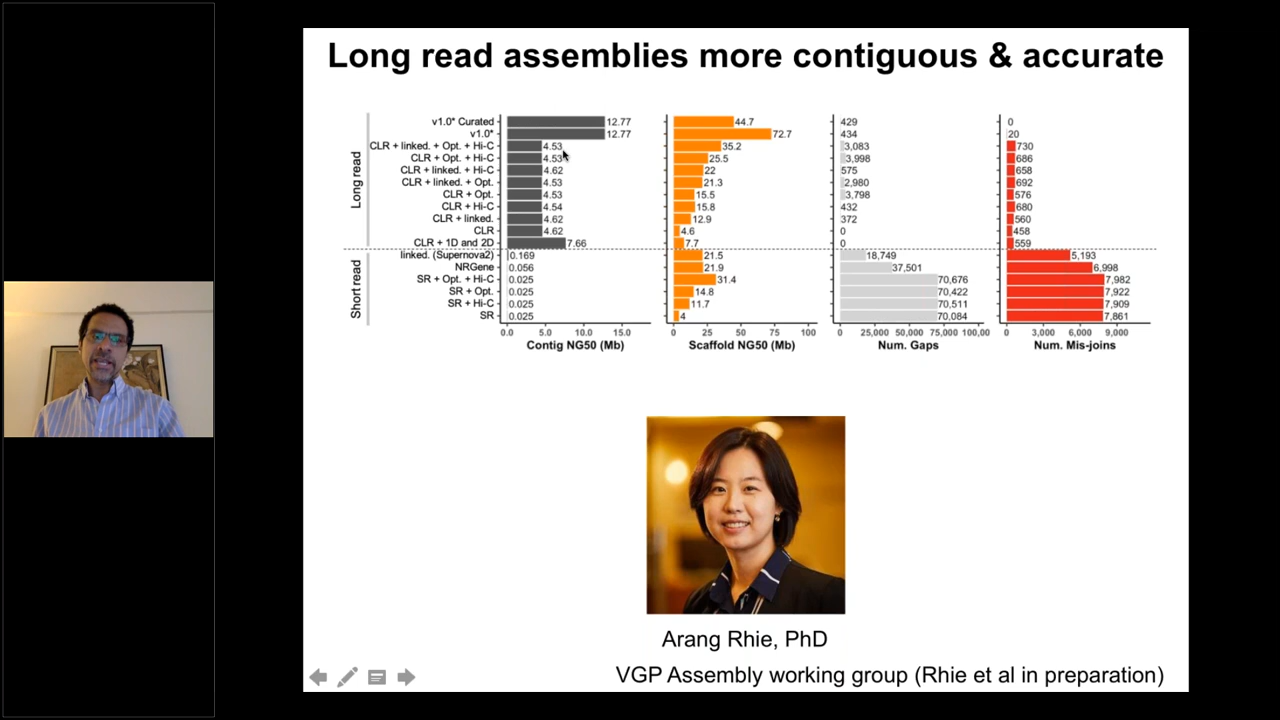 Long read assemblies more contiguous & accurate
Long read
v1.0* Curated 12.77 44.7 429 0
v1.0* 12.77 72.7 434 20
CLR + linked. + Opt. + Hi-C 4.53 35.2 3,083 730
CLR + Opt. + Hi-C 4.53 25.5 3,998 686
CLR + linked. + Hi-C 4.62 22 575 658
CLR + linked. + Opt. 4.53 21.3 2,980 692
CLR + Opt. 4.53 15.5 3,798 576
CLR + Hi-C 4.54 15.8 432 680
CLR + linked. 4.62 12.9 372 560
CLR 4.62 4.6 0 458
CLR + 1D and 2D 7.66 7.7 0 559
Short read
linked. (Supernova2) 0.169 21.5 18,749 5,193
NRGene 0.056 21.9 37,501 6,998
SR + Opt. + Hi-C 0.025 31.4 70,676 7,982
SR + Opt. 0.025 14.8 70,422 7,922
SR + Hi-C 0.025 11.7 70,511 7,909
SR 0.025 4 70,084 7,861
0.0 5.0 10.0 15.0 0 25 50 75 100 0 25,000 50,000 75,000 100,00 0 3,000 6,000 9,000
Contig NG50 (Mb) Scaffold NG50 (Mb) Num. Gaps Num. Mis-joins
Arang Rhie, PhD
VGP Assembly working group (Rhie et al in preparation)